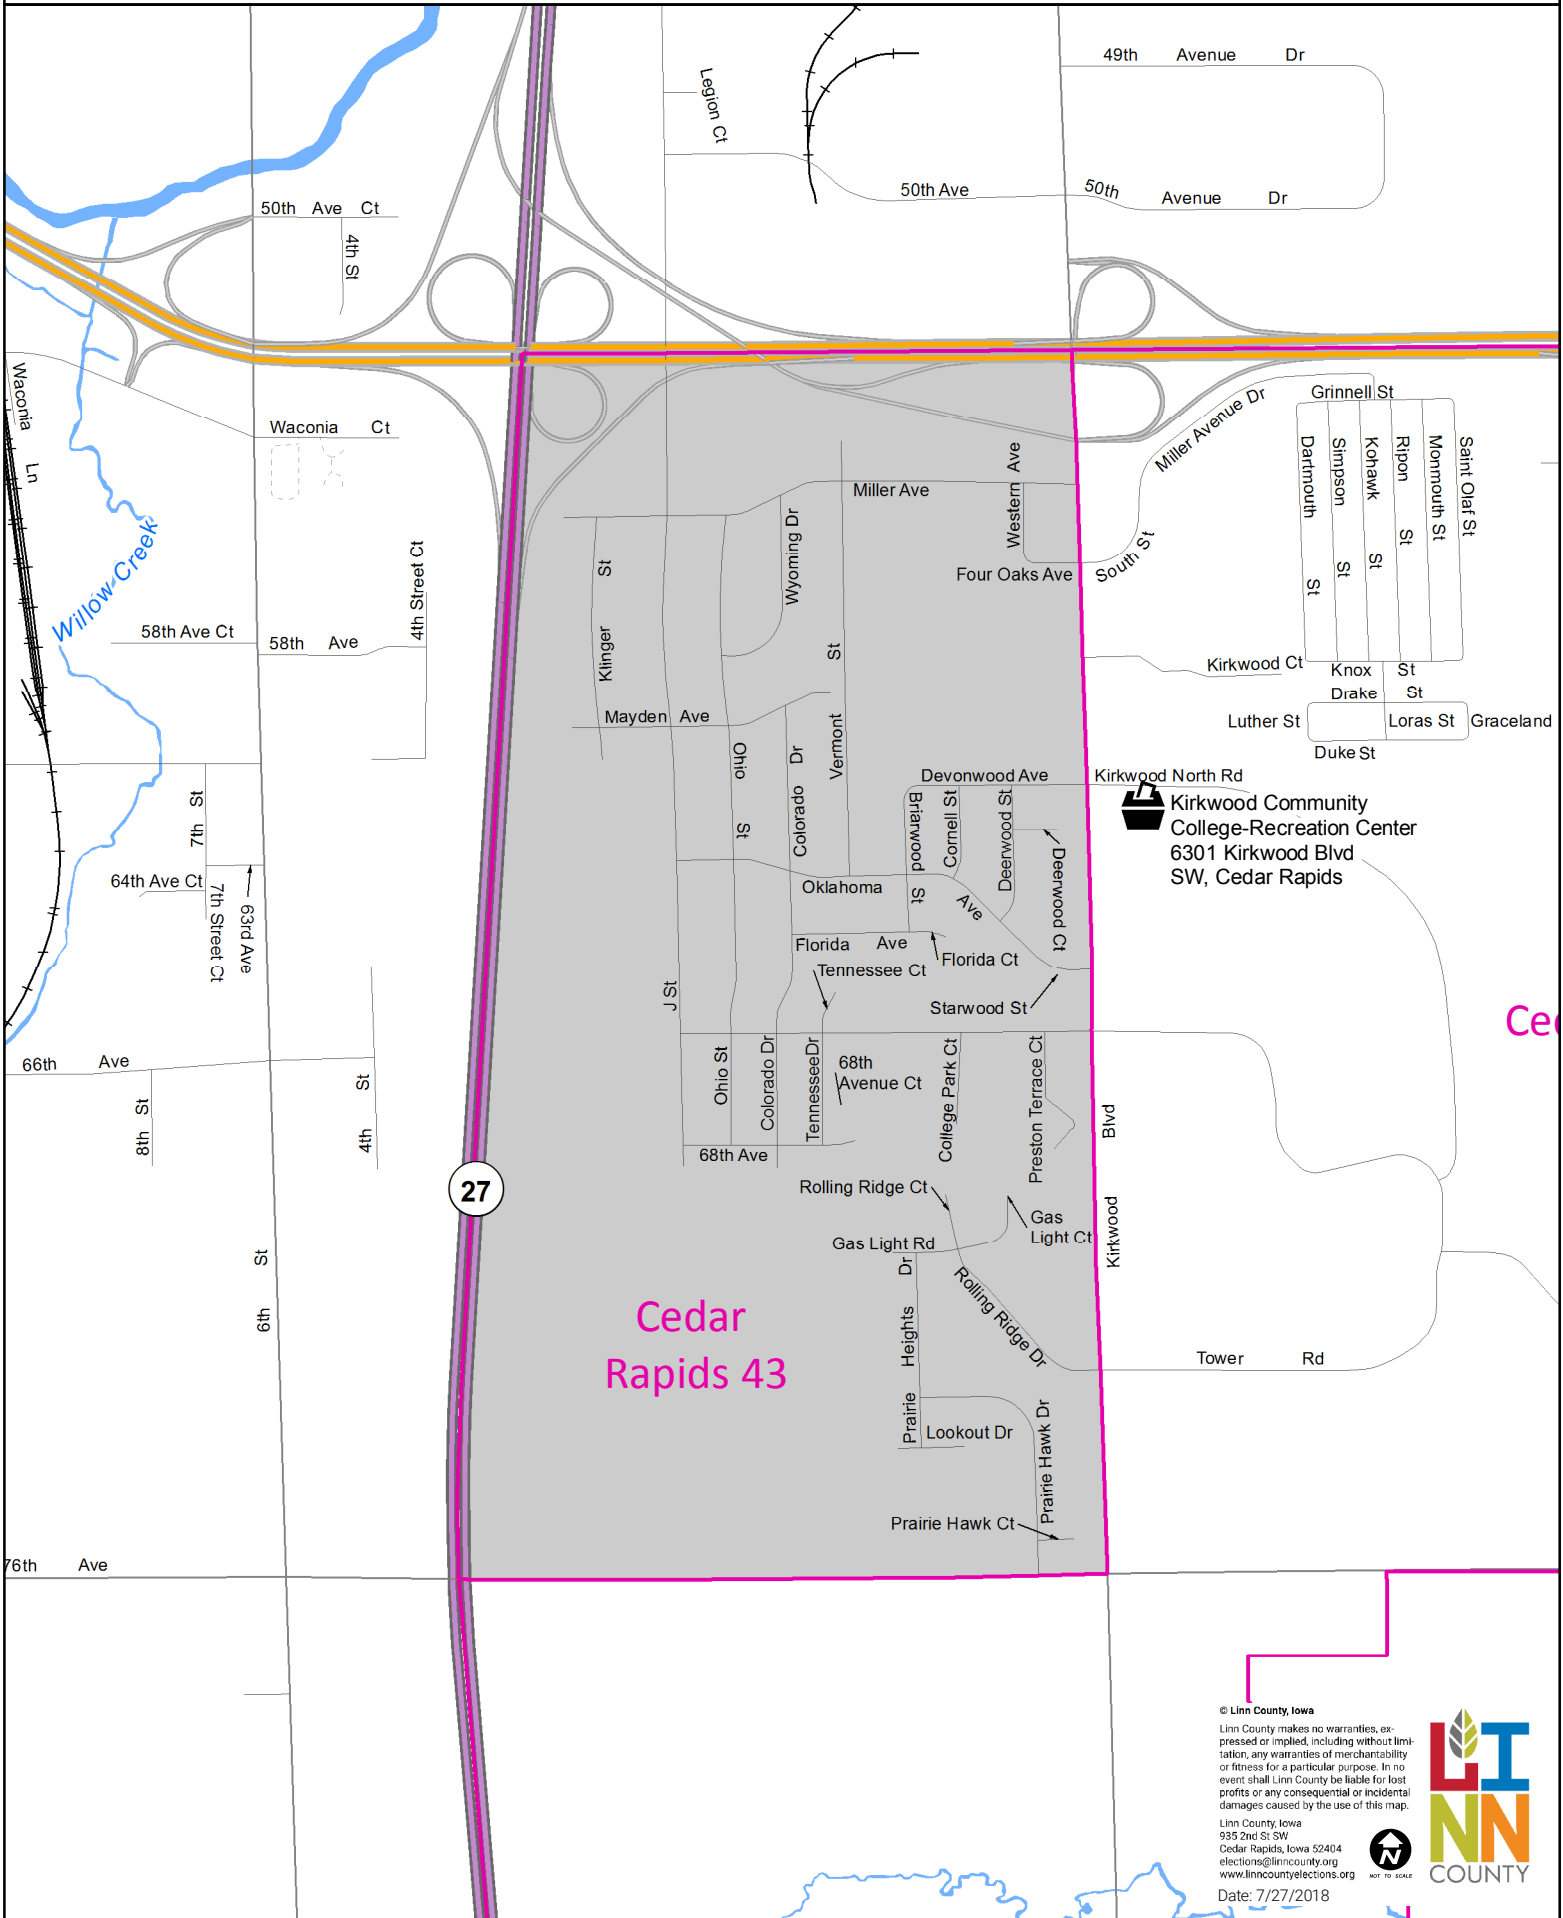 49th Avenue Dr
Legion Ct
50th Ave
50th Avenue Dr
50th Ave Ct
4th St
Waconia Ln
Waconia Ct
Miller Avenue Dr
Grinnell St
Dartmouth St
Simpson St
Kohawk St
Ripon St
Monmouth St
Saint Olaf St
Miller Ave
Western Ave
Wyoming Dr
Four Oaks Ave
South St
Willow Creek
4th Street Ct
58th Ave Ct
58th Ave
Klinger St
Vermont St
Kirkwood Ct
Knox St
Drake St
Luther St
Loras St
Graceland
Duke St
Mayden Ave
Ohio St
Colorado Dr
Devonwood Ave
Kirkwood North Rd
Kirkwood Community
College-Recreation Center
6301 Kirkwood Blvd
SW, Cedar Rapids
Briarwood St
Cornell St
Deerwood St
Deerwood Ct
7th St
64th Ave Ct
7th Street Ct
63rd Ave
Oklahoma Ave
Florida Ave
Florida Ct
Tennessee Ct
Starwood St
J St
Ced
66th Ave
8th St
4th St
Ohio St
Colorado Dr
Tennessee Dr
68th
Avenue Ct
College Park Ct
Preston Terrace Ct
Kirkwood Blvd
68th Ave
27
Rolling Ridge Ct
Gas
Light Ct
Gas Light Rd
6th St
Cedar
Rapids 43
Prairie Heights Dr
Rolling Ridge Dr
Tower Rd
Lookout Dr
Prairie Hawk Dr
Prairie Hawk Ct
76th Ave
© Linn County, Iowa
Linn County makes no warranties, ex-
pressed or implied, including without limi-
tation, any warranties of merchantability
or fitness for a particular purpose. In no
event shall Linn County be liable for lost
profits or any consequential or incidental
damages caused by the use of this map.
Linn County, Iowa
935 2nd St SW
Cedar Rapids, Iowa 52404
elections@linncounty.org
www.linncountyelections.org
Date: 7/27/2018
N
NOT TO SCALE
LINN
COUNTY